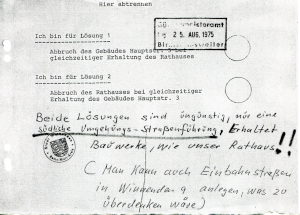 Hier abtrennen
Ich bin für Lösung 1
25. AUG. 1975
Abbruch des Gebäudes Hauptstr. 3 bei
gleichzeitiger Erhaltung des Rathauses
Ich bin für Lösung 2
Abbruch des Rathauses bei gleichzeitiger
Erhaltung des Gebäudes Hauptstr. 3
Beide Lösungen sind ungünstig, nur eine
südliche Umgehungs-Straßenführung, Erhaltet
Bauwerke, wie unser Rathaus!!
(Man kann auch Einbahnstraßen
in anlegen, was zu
überdenken wäre)